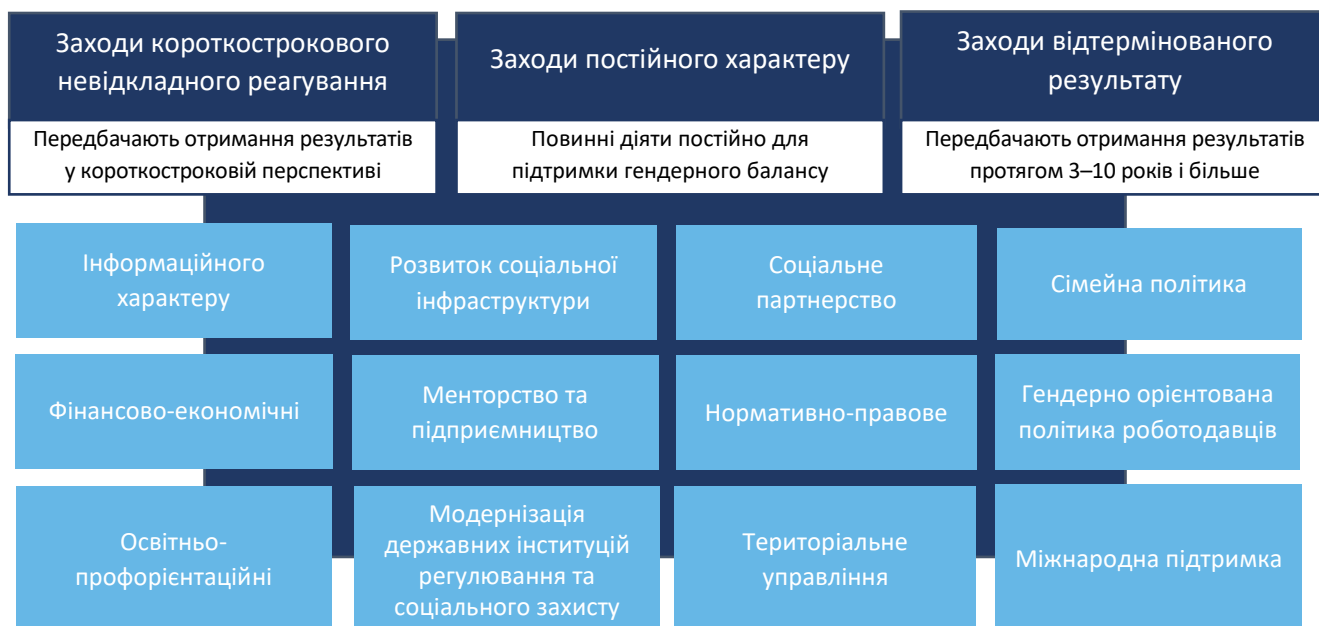 Заходи короткострокового
невідкладного реагування
Передбачають отримання результатів
у короткостроковій перспективі
Заходи постійного характеру
Повинні діяти постійно для
підтримки гендерного балансу
Заходи відтермінованого
результату
Передбачають отримання результатів
протягом 3–10 років і більше
Інформаційного
характеру
Розвиток соціальної
інфраструктури
Соціальне
партнерство
Сімейна політика
Фінансово-економічні
Менторство та
підприємництво
Нормативно-правове
Гендерно орієнтована
політика роботодавців
Освітньо-
профорієнтаційні
Модернізація
державних інституцій
регулювання та
соціального захисту
Територіальне
управління
Міжнародна підтримка